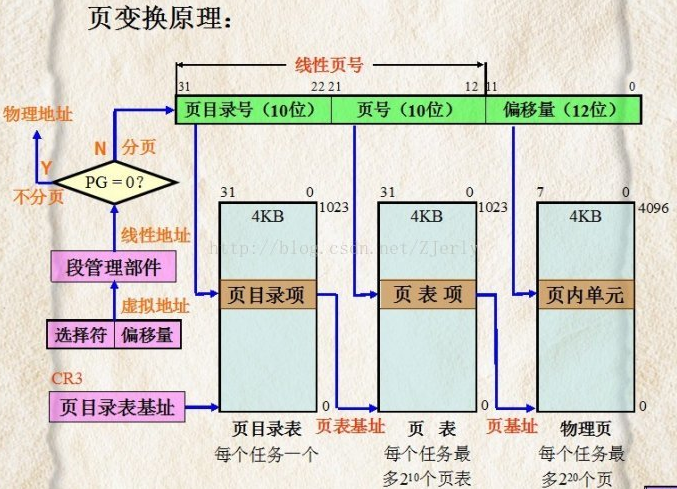 页变换原理：
线性页号
31 22 21 12 11 0
页目录号（10位） 页号（10位） 偏移量（12位）
物理地址
N 分页
Y
PG = 0?
不分页
线性地址
段管理部件
虚拟地址
选择符 偏移量
CR3
页目录表基址
31 0 1023
4KB
页目录项
0
页表基址
页目录表
每个任务一个
31 0 1023
4KB
页表项
0
页基址
页 表
每个任务最
多2¹⁰个页表
7 0 4096
4KB
页内单元
0
物理页
每个任务最
多2²⁰个页
http://blog.csdn.net/ZJerly